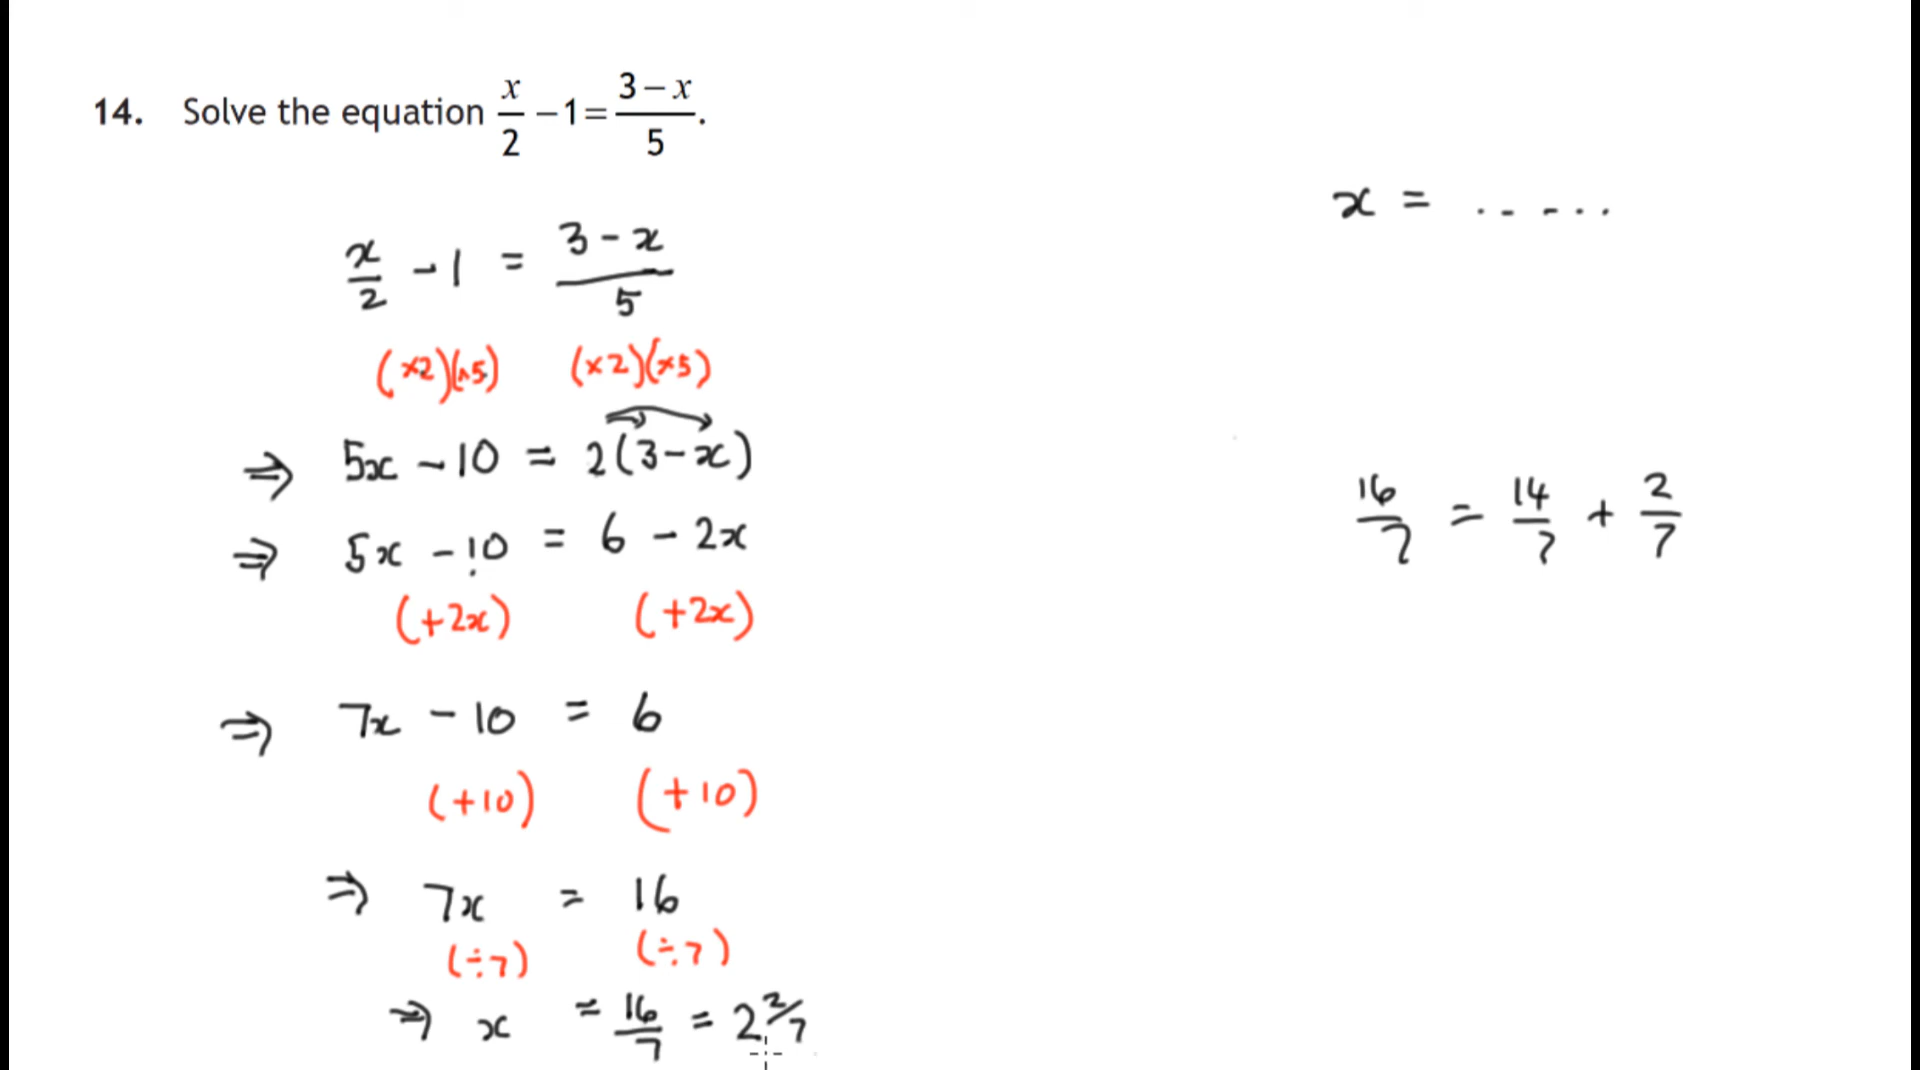 14. Solve the equation x/2 − 1 = (3 − x)/5.
x/2 − 1 = (3 − x)/5
(×2)(×5) (×2)(×5)
⇒ 5x − 10 = 2(3 − x)
⇒ 5x − 10 = 6 − 2x
(+2x) (+2x)
⇒ 7x − 10 = 6
(+10) (+10)
⇒ 7x = 16
(÷7) (÷7)
⇒ x = 16/7 = 2 2/7
x = ......
16/7 = 14/7 + 2/7